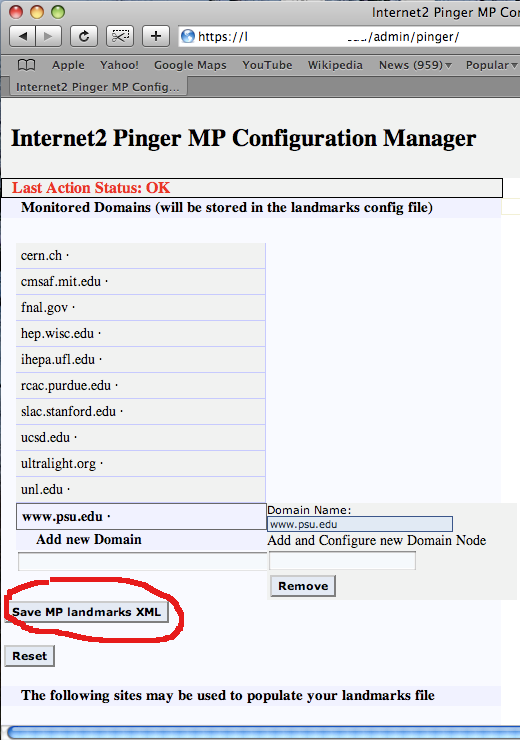 Internet2 Pinger MP Co
https://l .edu/admin/pinger/
Apple Yahoo! Google Maps YouTube Wikipedia News (959)▾ Popular▾
Internet2 Pinger MP Config...
Internet2 Pinger MP Configuration Manager
Last Action Status: OK
Monitored Domains (will be stored in the landmarks config file)
cern.ch ·
cmsaf.mit.edu ·
fnal.gov ·
hep.wisc.edu ·
ihepa.ufl.edu ·
rcac.purdue.edu ·
slac.stanford.edu ·
ucsd.edu ·
ultralight.org ·
unl.edu ·
www.psu.edu ·
Domain Name:
www.psu.edu
Add new Domain
Add and Configure new Domain Node
Remove
Save MP landmarks XML
Reset
The following sites may be used to populate your landmarks file